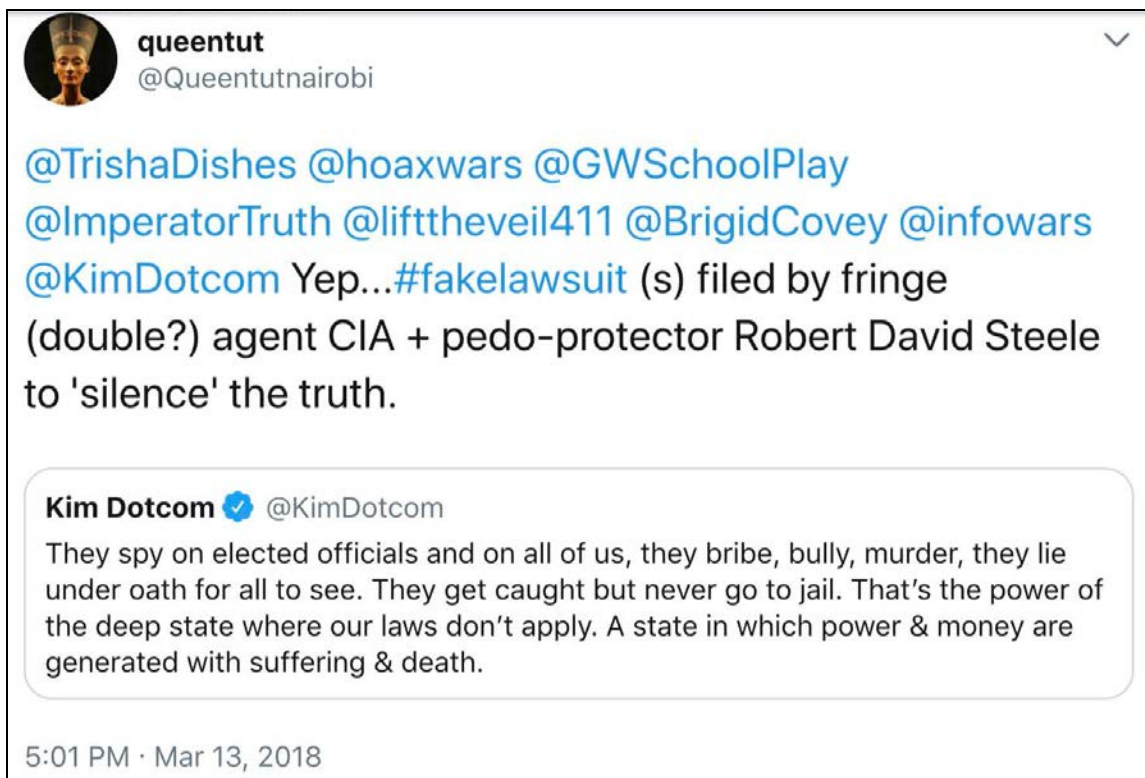 queentut
@Queentutnairobi
@TrishaDishes @hoaxwars @GWSchoolPlay
@ImperatorTruth @lifttheveil411 @BrigidCovey @infowars
@KimDotcom Yep...#fakelawsuit (s) filed by fringe
(double?) agent CIA + pedo-protector Robert David Steele
to 'silence' the truth.
Kim Dotcom @KimDotcom
They spy on elected officials and on all of us, they bribe, bully, murder, they lie
under oath for all to see. They get caught but never go to jail. That’s the power of
the deep state where our laws don’t apply. A state in which power & money are
generated with suffering & death.
5:01 PM · Mar 13, 2018